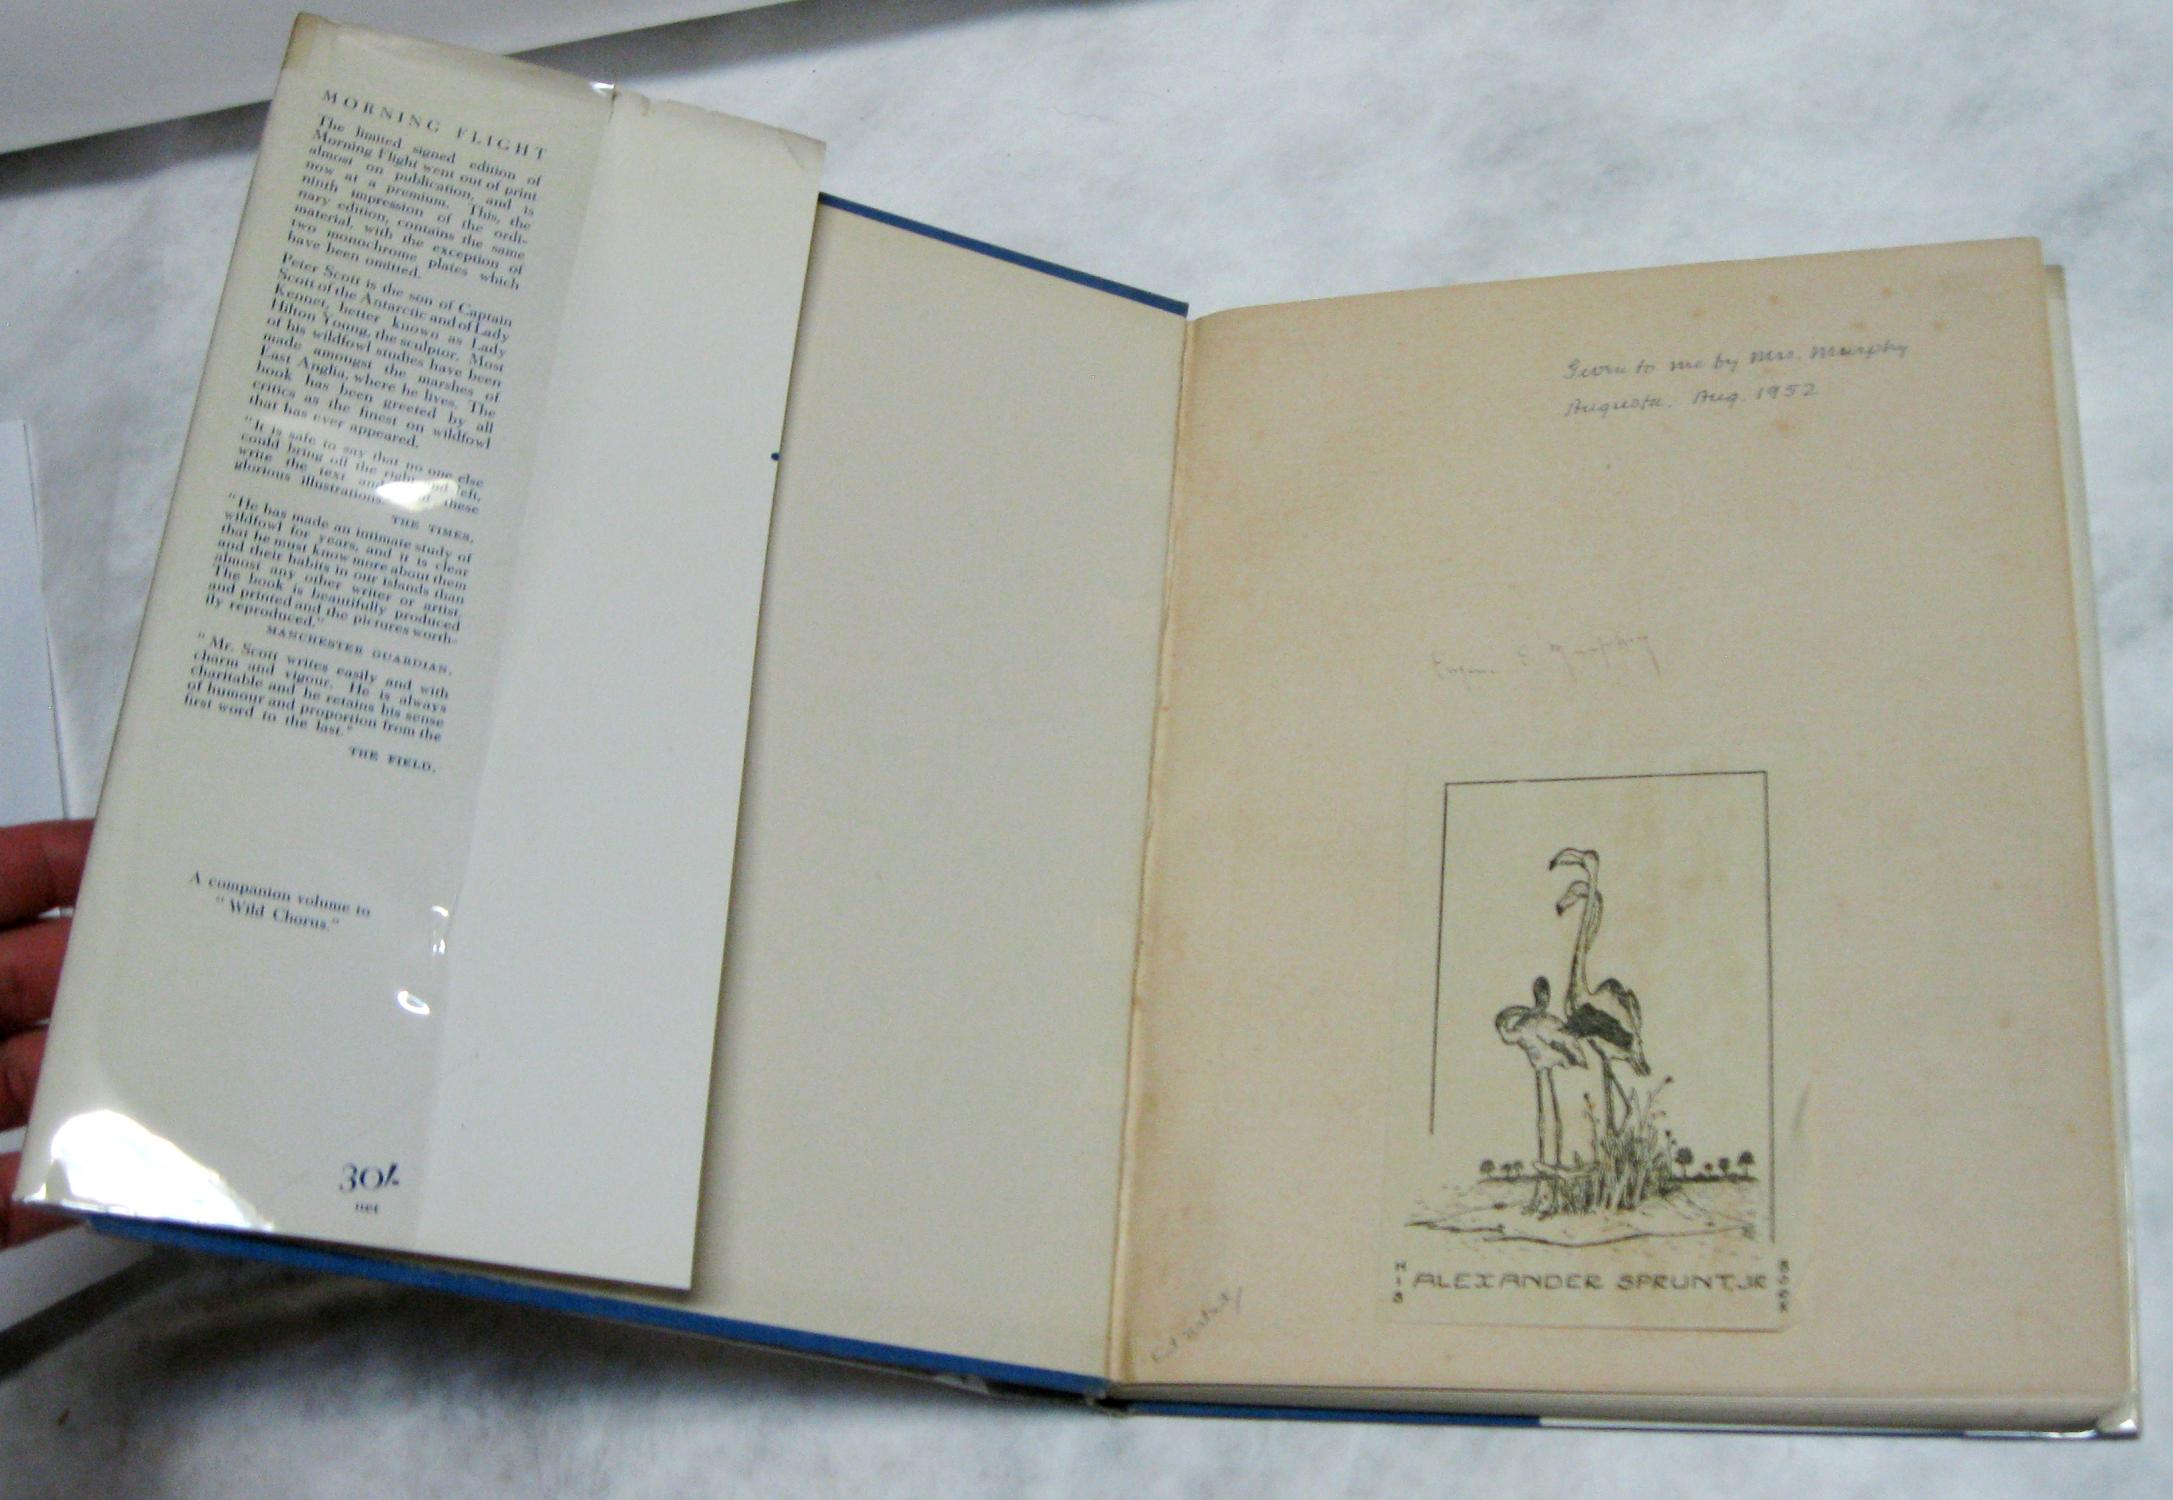 MORNING FLIGHT
The limited signed edition of
Morning Flight went out of print
almost on publication, and is
now at a premium. This, the
ninth impression of the ordi-
nary edition, contains the same
material, with the exception of
two monochrome plates which
have been omitted.
Peter Scott is the son of Captain
Scott of the Antarctic and of Lady
Kennet, better known as Lady
Hilton Young, the sculptor. Most
of his wildfowl studies have been
made amongst the marshes of
East Anglia, where he lives. The
book has been greeted by all
critics as the finest on wildfowl
that has ever appeared.
"It is safe to say that no one else
could bring off the right and left,
write the text and these
glorious illustrations
THE TIMES.
"He has made an intimate study of
wildfowl for years, and it is clear
that he must know more about them
and their habits in our islands than
almost any other writer or artist.
The book is beautifully produced
and printed and the pictures worth-
ily reproduced."
MANCHESTER GUARDIAN.
"Mr. Scott writes easily and with
charm and vigour. He is always
charitable and he retains his sense
of humour and proportion from the
first word to the last."
THE FIELD.
A companion volume to
"Wild Chorus."
30/-
net
Given to me by Mrs. Murphy
Augusta. Aug. 1952
Eugene E Murphey
HIS ALEXANDER SPRUNT, JR BOOK